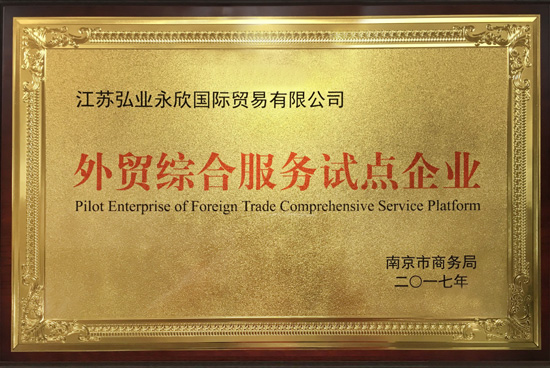 江苏弘业永欣国际贸易有限公司
外贸综合服务试点企业
Pilot Enterprise of Foreign Trade Comprehensive Service Platform
南京市商务局
二〇一七年